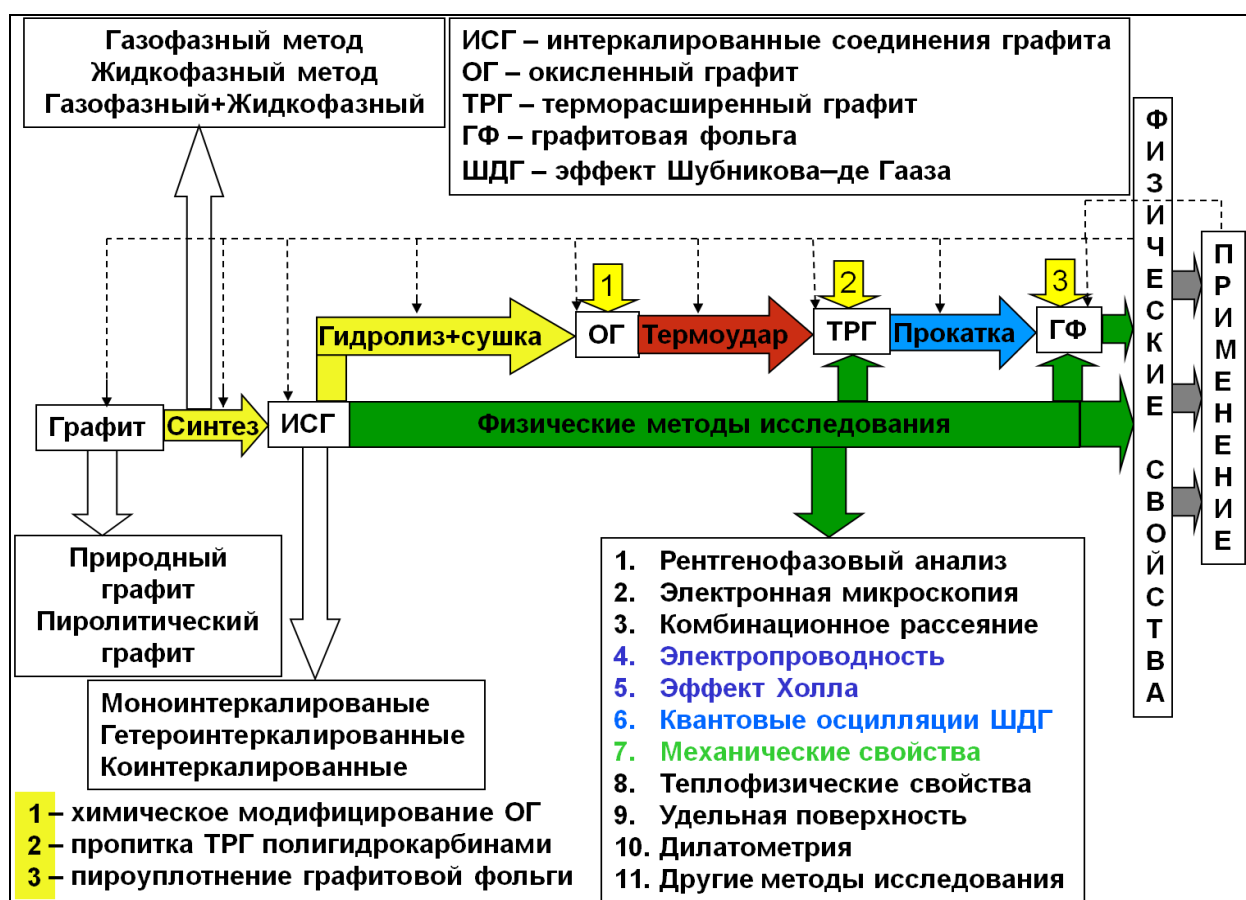 Газофазный метод
Жидкофазный метод
Газофазный+Жидкофазный
ИСГ – интеркалированные соединения графита
ОГ – окисленный графит
ТРГ – терморасширенный графит
ГФ – графитовая фольга
ШДГ – эффект Шубникова–де Гааза
1
2
3
Гидролиз+сушка
ОГ
Термоудар
ТРГ
Прокатка
ГФ
Графит
Синтез
ИСГ
Физические методы исследования
ФИЗИЧЕСКИЕ СВОЙСТВА
ПРИМЕНЕНИЕ
Природный
графит
Пиролитический
графит
Моноинтеркалированые
Гетероинтеркалированные
Коинтеркалированные
1 – химическое модифицирование ОГ
2 – пропитка ТРГ полигидрокарбинами
3 – пироуплотнение графитовой фольги
1. Рентгенофазовый анализ
2. Электронная микроскопия
3. Комбинационное рассеяние
4. Электропроводность
5. Эффект Холла
6. Квантовые осцилляции ШДГ
7. Механические свойства
8. Теплофизические свойства
9. Удельная поверхность
10. Дилатометрия
11. Другие методы исследования